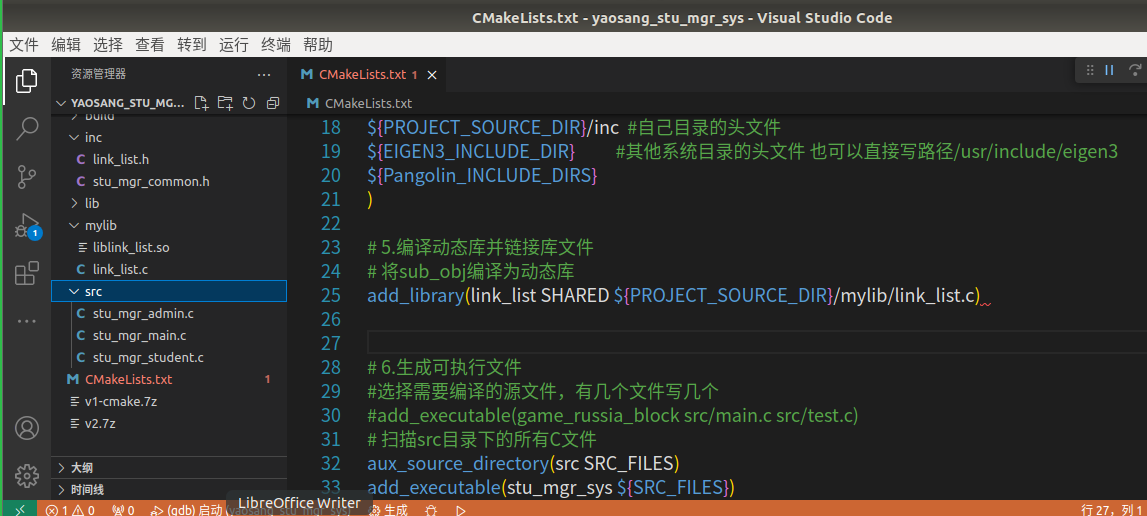 CMakeLists.txt - yaosang_stu_mgr_sys - Visual Studio Code
文件 编辑 选择 查看 转到 运行 终端 帮助
资源管理器
YAOSANG_STU_MG...
build
inc
link_list.h
stu_mgr_common.h
lib
mylib
liblink_list.so
link_list.c
src
stu_mgr_admin.c
stu_mgr_main.c
stu_mgr_student.c
CMakeLists.txt 1
v1-cmake.7z
v2.7z
大纲
时间线
1
CMakeLists.txt 1
CMakeLists.txt
18 ${PROJECT_SOURCE_DIR}/inc #自己目录的头文件
19 ${EIGEN3_INCLUDE_DIR} #其他系统目录的头文件 也可以直接写路径/usr/include/eigen3
20 ${Pangolin_INCLUDE_DIRS}
21 )
22
23 # 5.编译动态库并链接库文件
24 # 将sub_obj编译为动态库
25 add_library(link_list SHARED ${PROJECT_SOURCE_DIR}/mylib/link_list.c)
26
27
28 # 6.生成可执行文件
29 #选择需要编译的源文件，有几个文件写几个
30 #add_executable(game_russia_block src/main.c src/test.c)
31 # 扫描src目录下的所有C文件
32 aux_source_directory(src SRC_FILES)
33 add_executable(stu_mgr_sys ${SRC_FILES})
1 0 0 (gdb) 启动 (yaosang_stu_mgr_sys) 生成 行 27，列 1
LibreOffice Writer